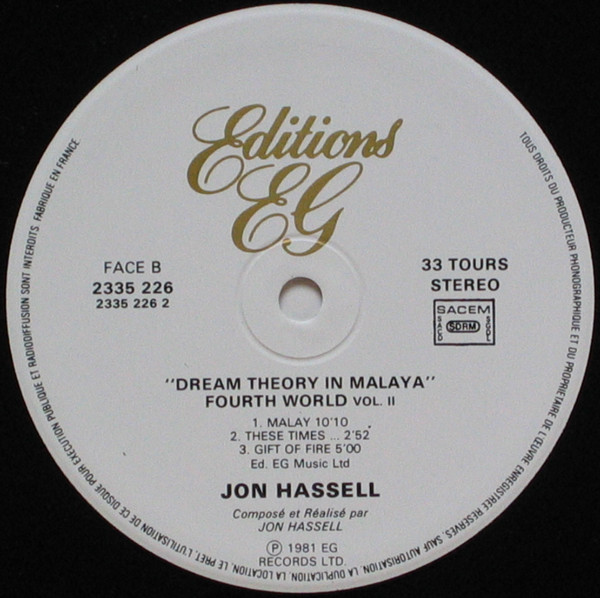 Editions
EG
FACE B
2335 226
2335 226 2
33 TOURS
STEREO
SACEM
SACD
SDRM
SGDL
"DREAM THEORY IN MALAYA"
FOURTH WORLD VOL. II
1. MALAY 10'10
2. THESE TIMES ... 2'52
3. GIFT OF FIRE 5'00
Ed. EG Music Ltd
JON HASSELL
Composé et Réalisé par
JON HASSELL
Ⓟ 1981 EG
RECORDS LTD.
TOUS DROITS DU PRODUCTEUR PHONOGRAPHIQUE ET DU PROPRIETAIRE DE L'ŒUVRE ENREGISTREE RESERVES. SAUF AUTORISATION, LA DUPLICATION, LA LOCATION, LE PRET, L'UTILISATION DE CE DISQUE POUR EXECUTION PUBLIQUE ET RADIODIFFUSION SONT INTERDITS FABRIQUE EN FRANCE